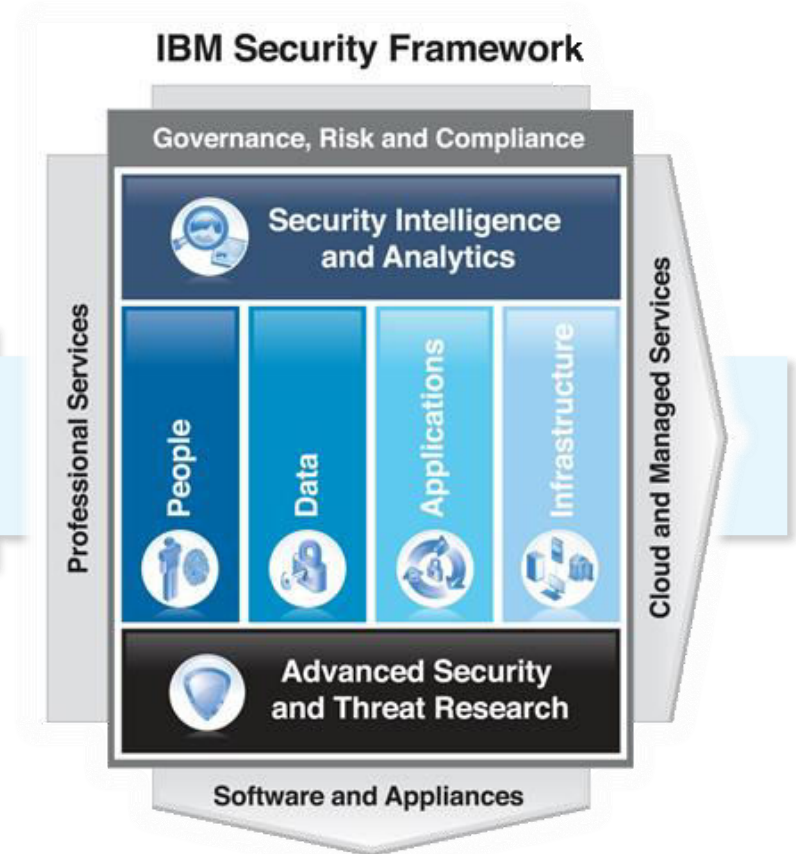 IBM Security Framework
Governance, Risk and Compliance
Security Intelligence
and Analytics
Professional Services
People
Data
Applications
Infrastructure
Cloud and Managed Services
Advanced Security
and Threat Research
Software and Appliances